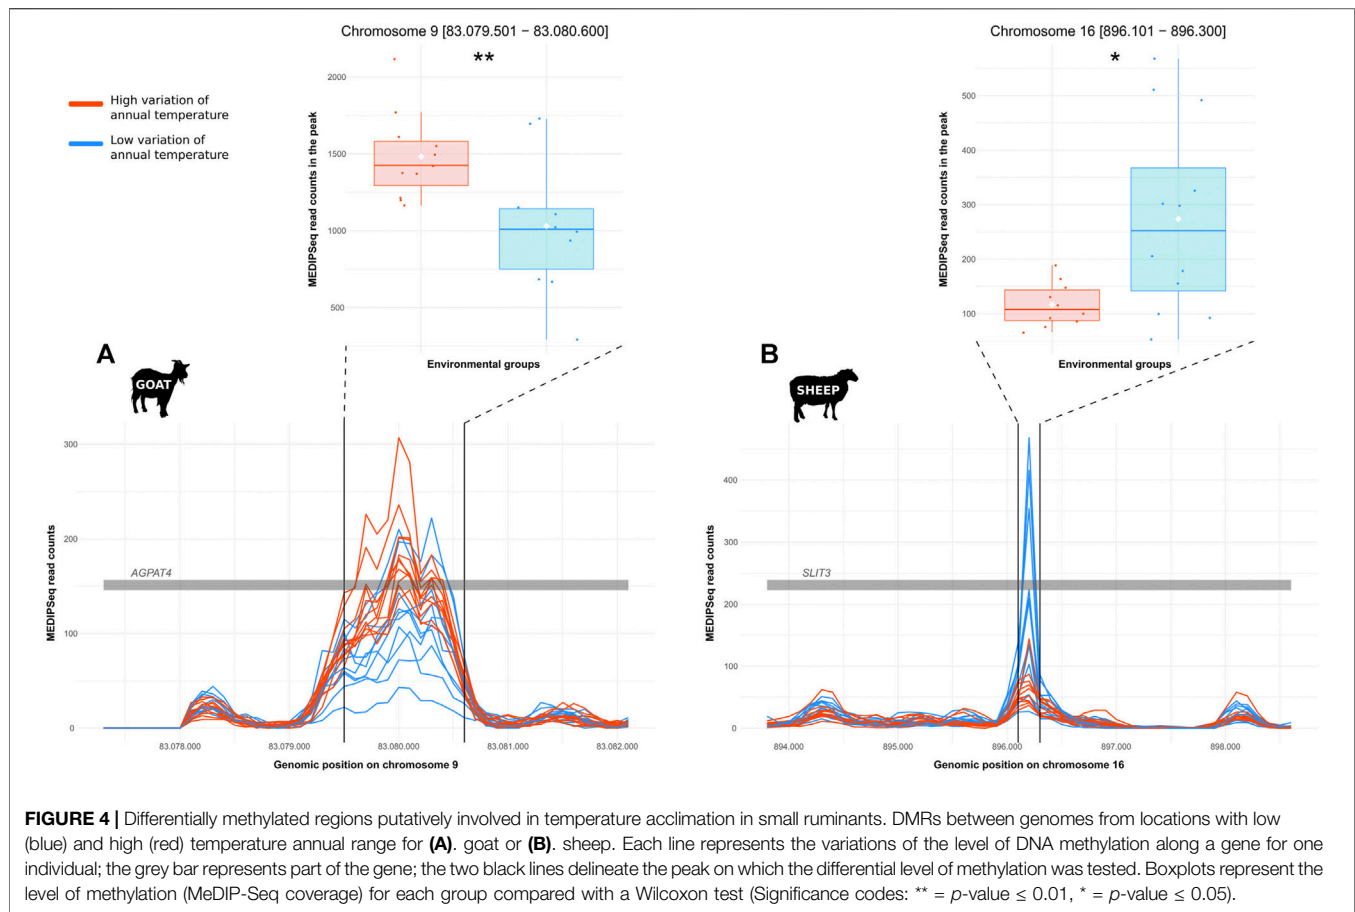 Chromosome 9 [83.079.501 − 83.080.600]
**
High variation of
annual temperature
Low variation of
annual temperature
MEDIPSeq read counts in the peak
2000
1500
1000
500
Environmental groups
A
GOAT
300
200
100
0
MEDIPSeq read counts
AGPAT4
83.078.000
83.079.000
83.080.000
83.081.000
83.082.000
Genomic position on chromosome 9
Chromosome 16 [896.101 − 896.300]
*
MEDIPSeq read counts in the peak
500
400
300
200
100
Environmental groups
B
SHEEP
400
300
200
100
0
MEDIPSeq read counts
SLIT3
894.000
895.000
896.000
897.000
898.000
Genomic position on chromosome 16
FIGURE 4 | Differentially methylated regions putatively involved in temperature acclimation in small ruminants. DMRs between genomes from locations with low
(blue) and high (red) temperature annual range for (A). goat or (B). sheep. Each line represents the variations of the level of DNA methylation along a gene for one
individual; the grey bar represents part of the gene; the two black lines delineate the peak on which the differential level of methylation was tested. Boxplots represent the
level of methylation (MeDIP-Seq coverage) for each group compared with a Wilcoxon test (Significance codes: ** = p-value ≤ 0.01, * = p-value ≤ 0.05).